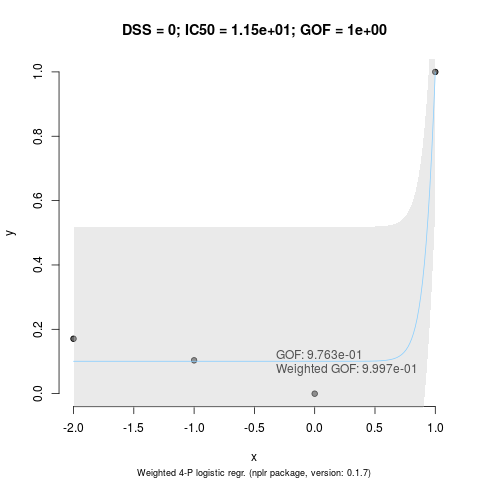 DSS = 0; IC50 = 1.15e+01; GOF = 1e+00
1.0
0.8
0.6
y
0.4
0.2
0.0
GOF: 9.763e-01
Weighted GOF: 9.997e-01
-2.0 -1.5 -1.0 -0.5 0.0 0.5 1.0
x
Weighted 4-P logistic regr. (nplr package, version: 0.1.7)